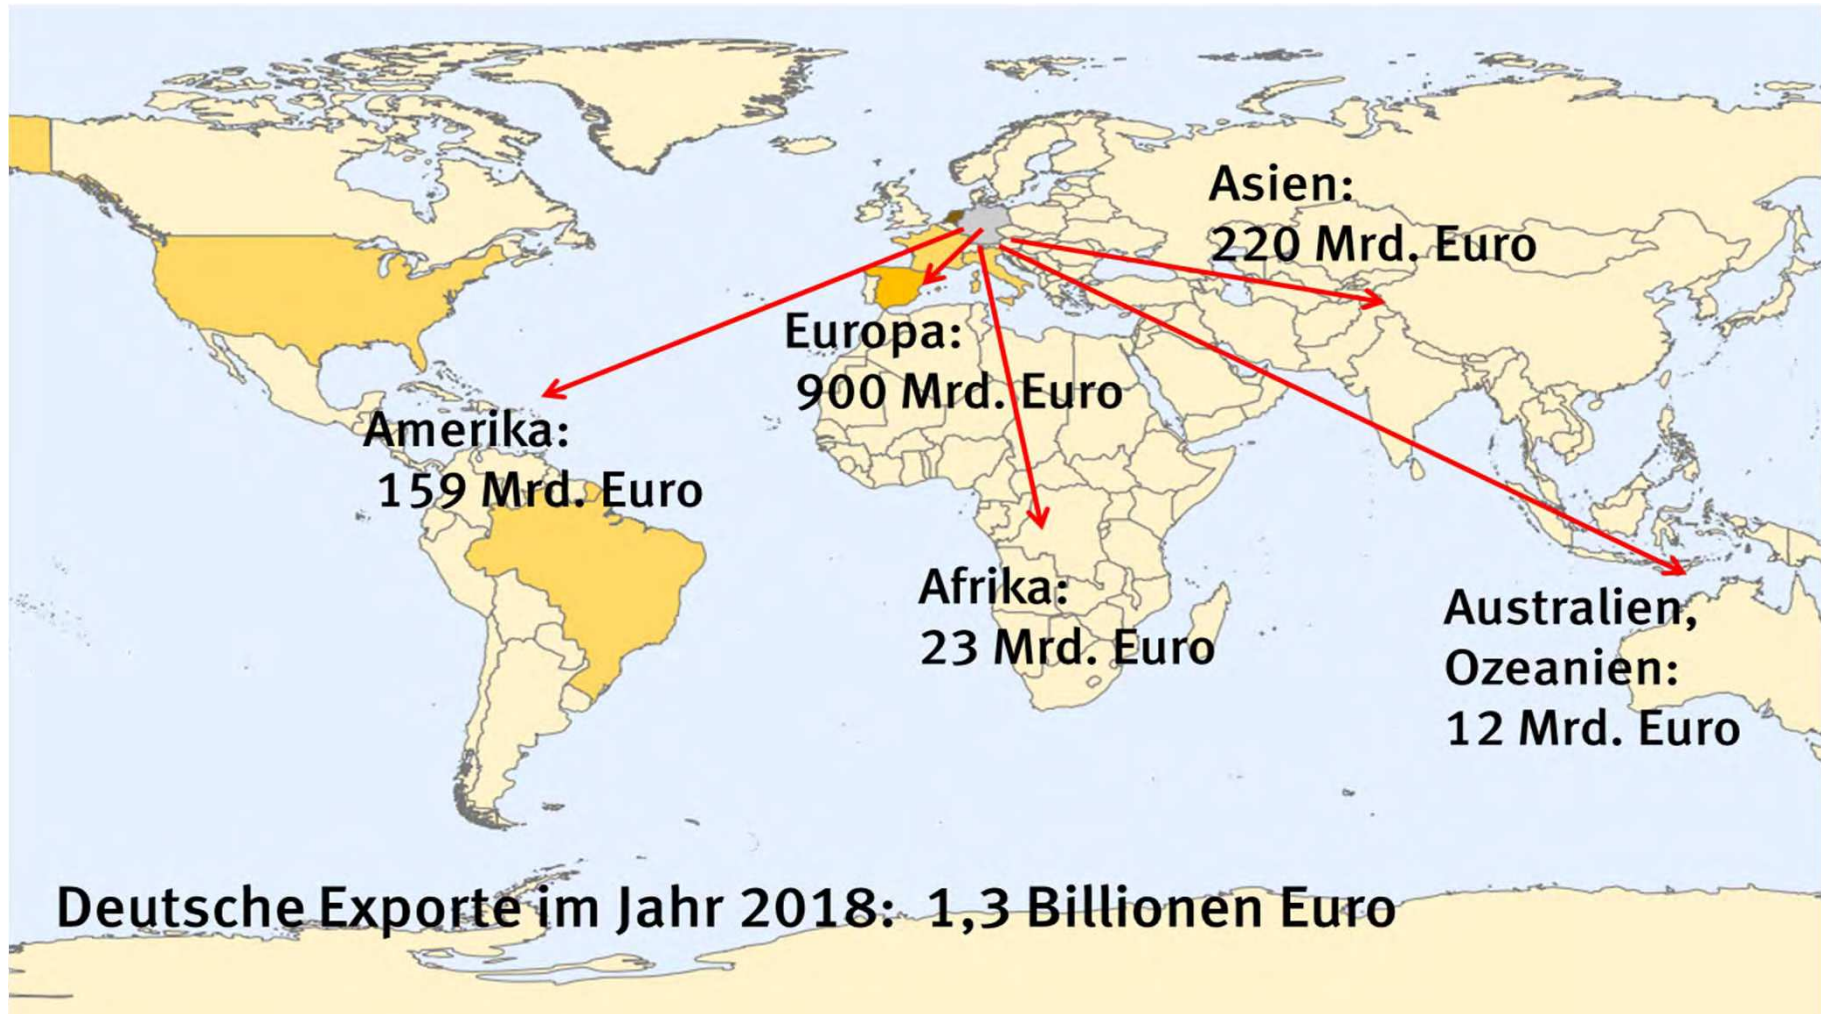 Asien:
220 Mrd. Euro
Europa:
900 Mrd. Euro
Amerika:
159 Mrd. Euro
Afrika:
23 Mrd. Euro
Australien,
Ozeanien:
12 Mrd. Euro
Deutsche Exporte im Jahr 2018: 1,3 Billionen Euro